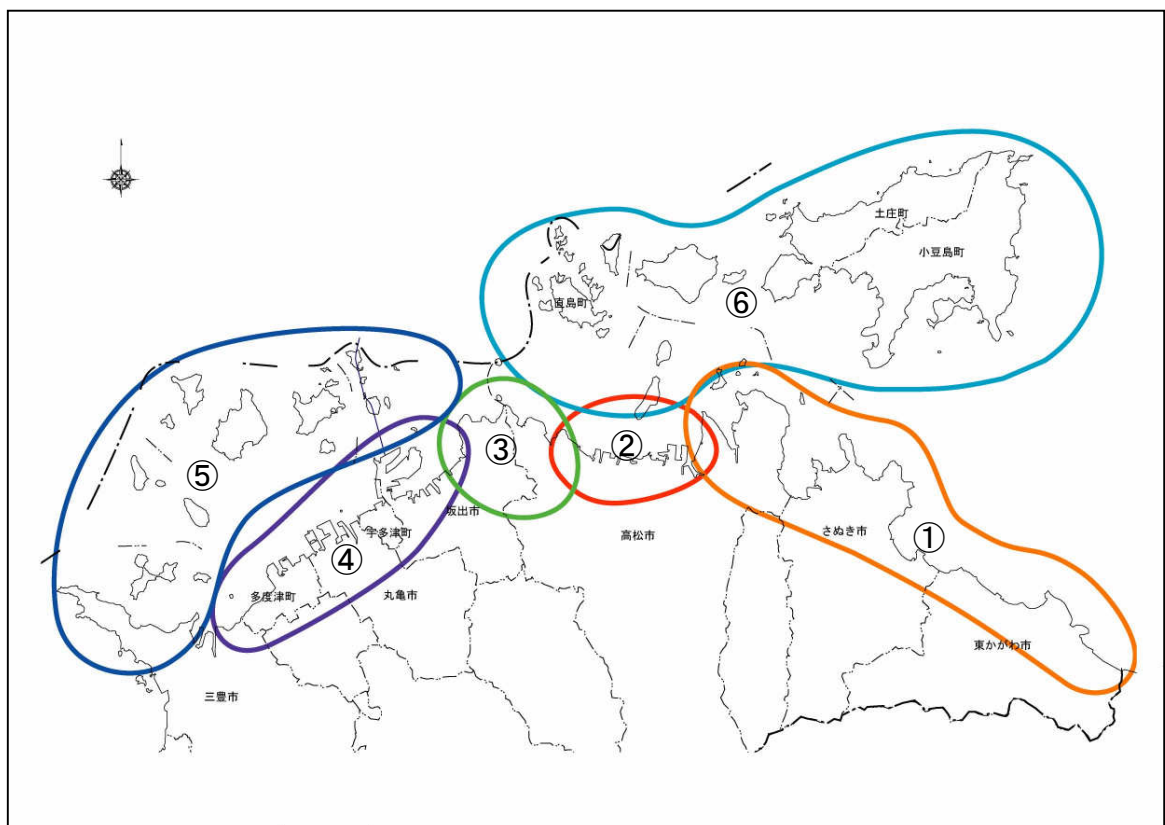 土庄町
小豆島町
直島町
⑥
②
③
⑤
坂出市
宇多津町
高松市
さぬき市
①
④
多度津町
丸亀市
東かがわ市
三豊市